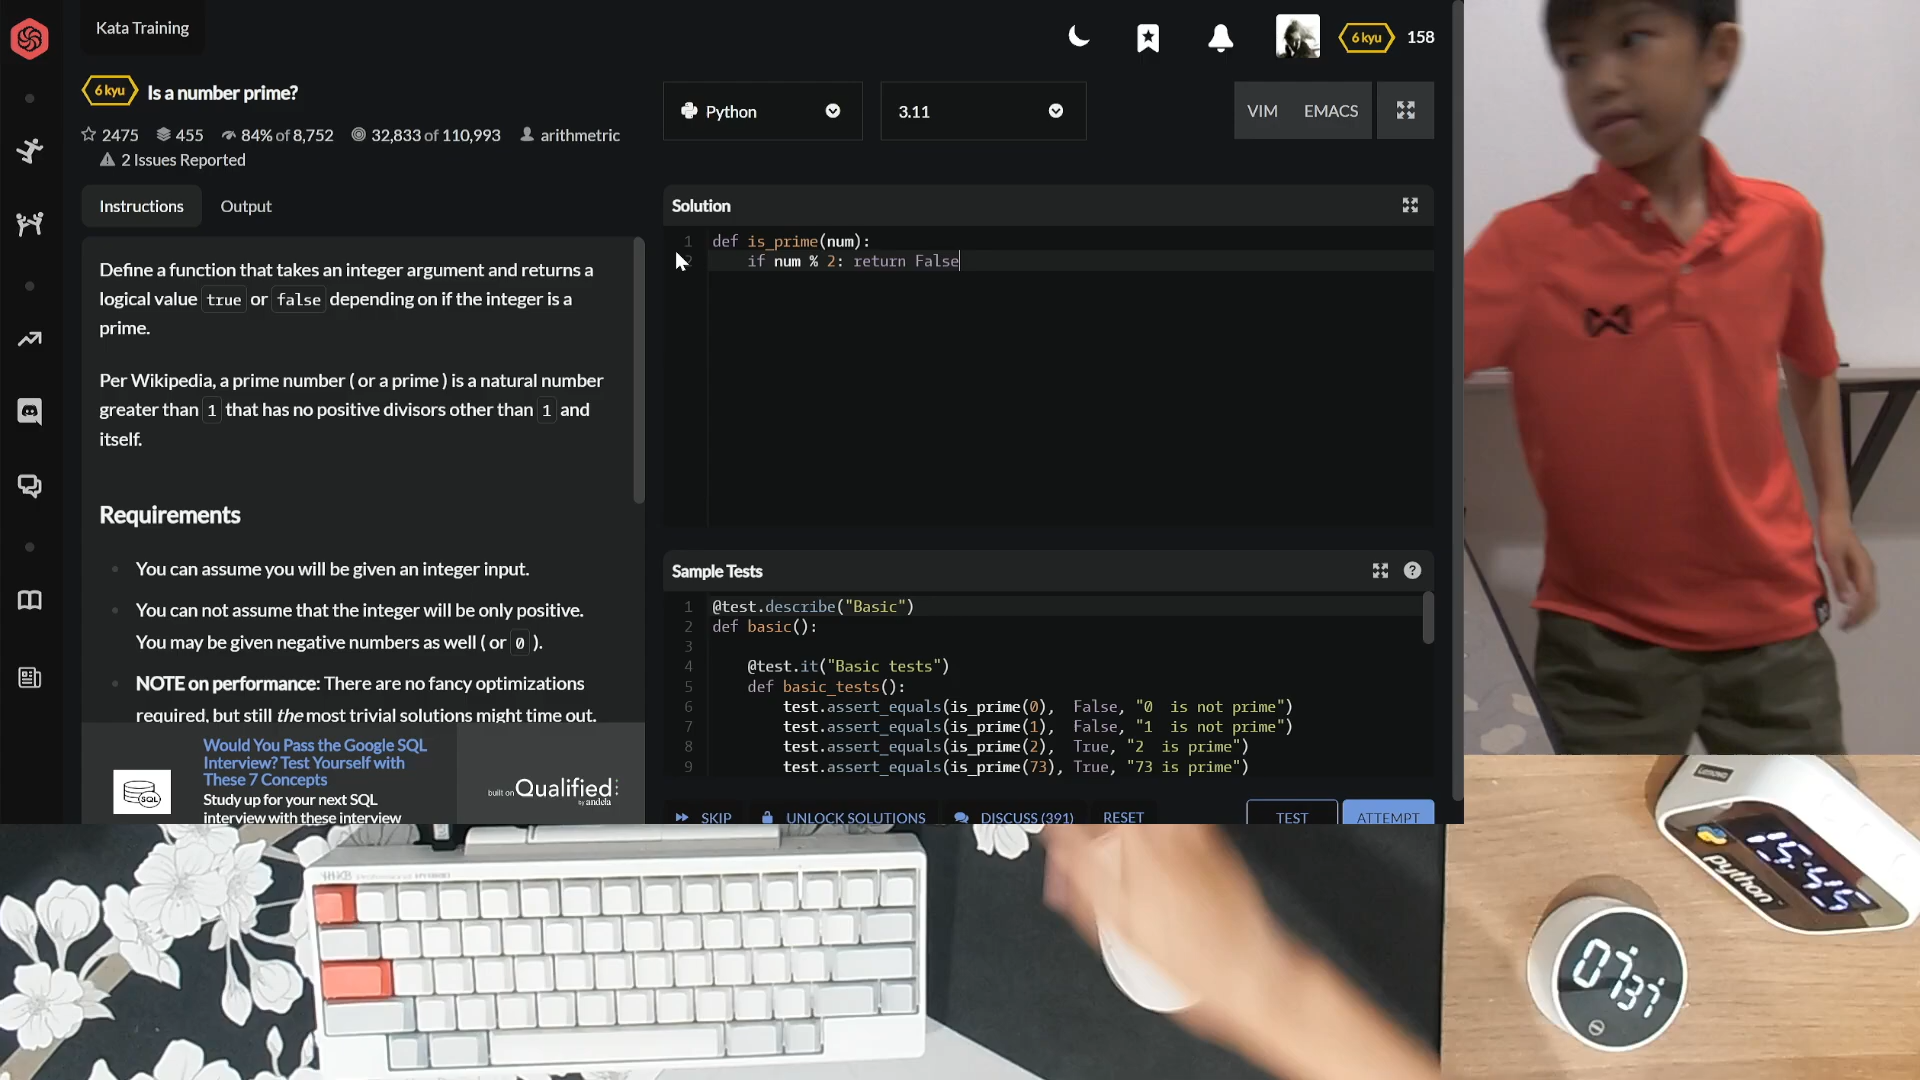 Kata Training
6 kyu
158
6 kyu Is a number prime?
2475 455 84% of 8,752 32,833 of 110,993 arithmetric
2 Issues Reported
Python
3.11
VIM EMACS
Instructions
Output
Define a function that takes an integer argument and returns a
logical value true or false depending on if the integer is a
prime.
Per Wikipedia, a prime number ( or a prime ) is a natural number
greater than 1 that has no positive divisors other than 1 and
itself.
Requirements
You can assume you will be given an integer input.
You can not assume that the integer will be only positive.
You may be given negative numbers as well ( or 0 ).
NOTE on performance: There are no fancy optimizations
required, but still the most trivial solutions might time out.
Would You Pass the Google SQL
Interview? Test Yourself with
These 7 Concepts
Study up for your next SQL
interview with these interview
SQL
built on Qualified
by andela
Solution
1 def is_prime(num):
2 if num % 2: return False
Sample Tests
?
1 @test.describe("Basic")
2 def basic():
3
4 @test.it("Basic tests")
5 def basic_tests():
6 test.assert_equals(is_prime(0), False, "0 is not prime")
7 test.assert_equals(is_prime(1), False, "1 is not prime")
8 test.assert_equals(is_prime(2), True, "2 is prime")
9 test.assert_equals(is_prime(73), True, "73 is prime")
SKIP
UNLOCK SOLUTIONS
DISCUSS (391)
RESET
TEST
ATTEMPT
Lenovo
15:45
python
07:37
HHKB